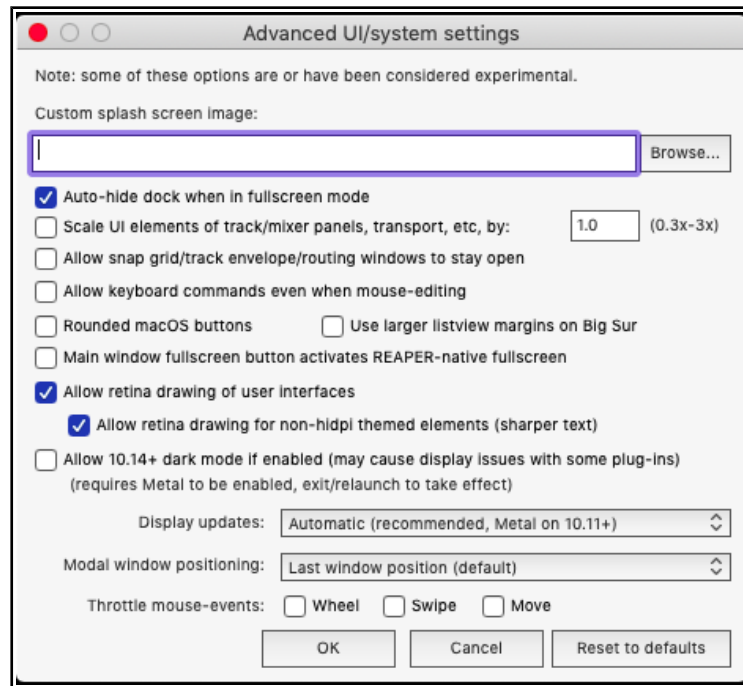 Advanced UI/system settings
Note: some of these options are or have been considered experimental.
Custom splash screen image:
Browse...
Auto-hide dock when in fullscreen mode
Scale UI elements of track/mixer panels, transport, etc, by: 1.0 (0.3x-3x)
Allow snap grid/track envelope/routing windows to stay open
Allow keyboard commands even when mouse-editing
Rounded macOS buttons Use larger listview margins on Big Sur
Main window fullscreen button activates REAPER-native fullscreen
Allow retina drawing of user interfaces
Allow retina drawing for non-hidpi themed elements (sharper text)
Allow 10.14+ dark mode if enabled (may cause display issues with some plug-ins)
(requires Metal to be enabled, exit/relaunch to take effect)
Display updates: Automatic (recommended, Metal on 10.11+)
Modal window positioning: Last window position (default)
Throttle mouse-events: Wheel Swipe Move
OK Cancel Reset to defaults